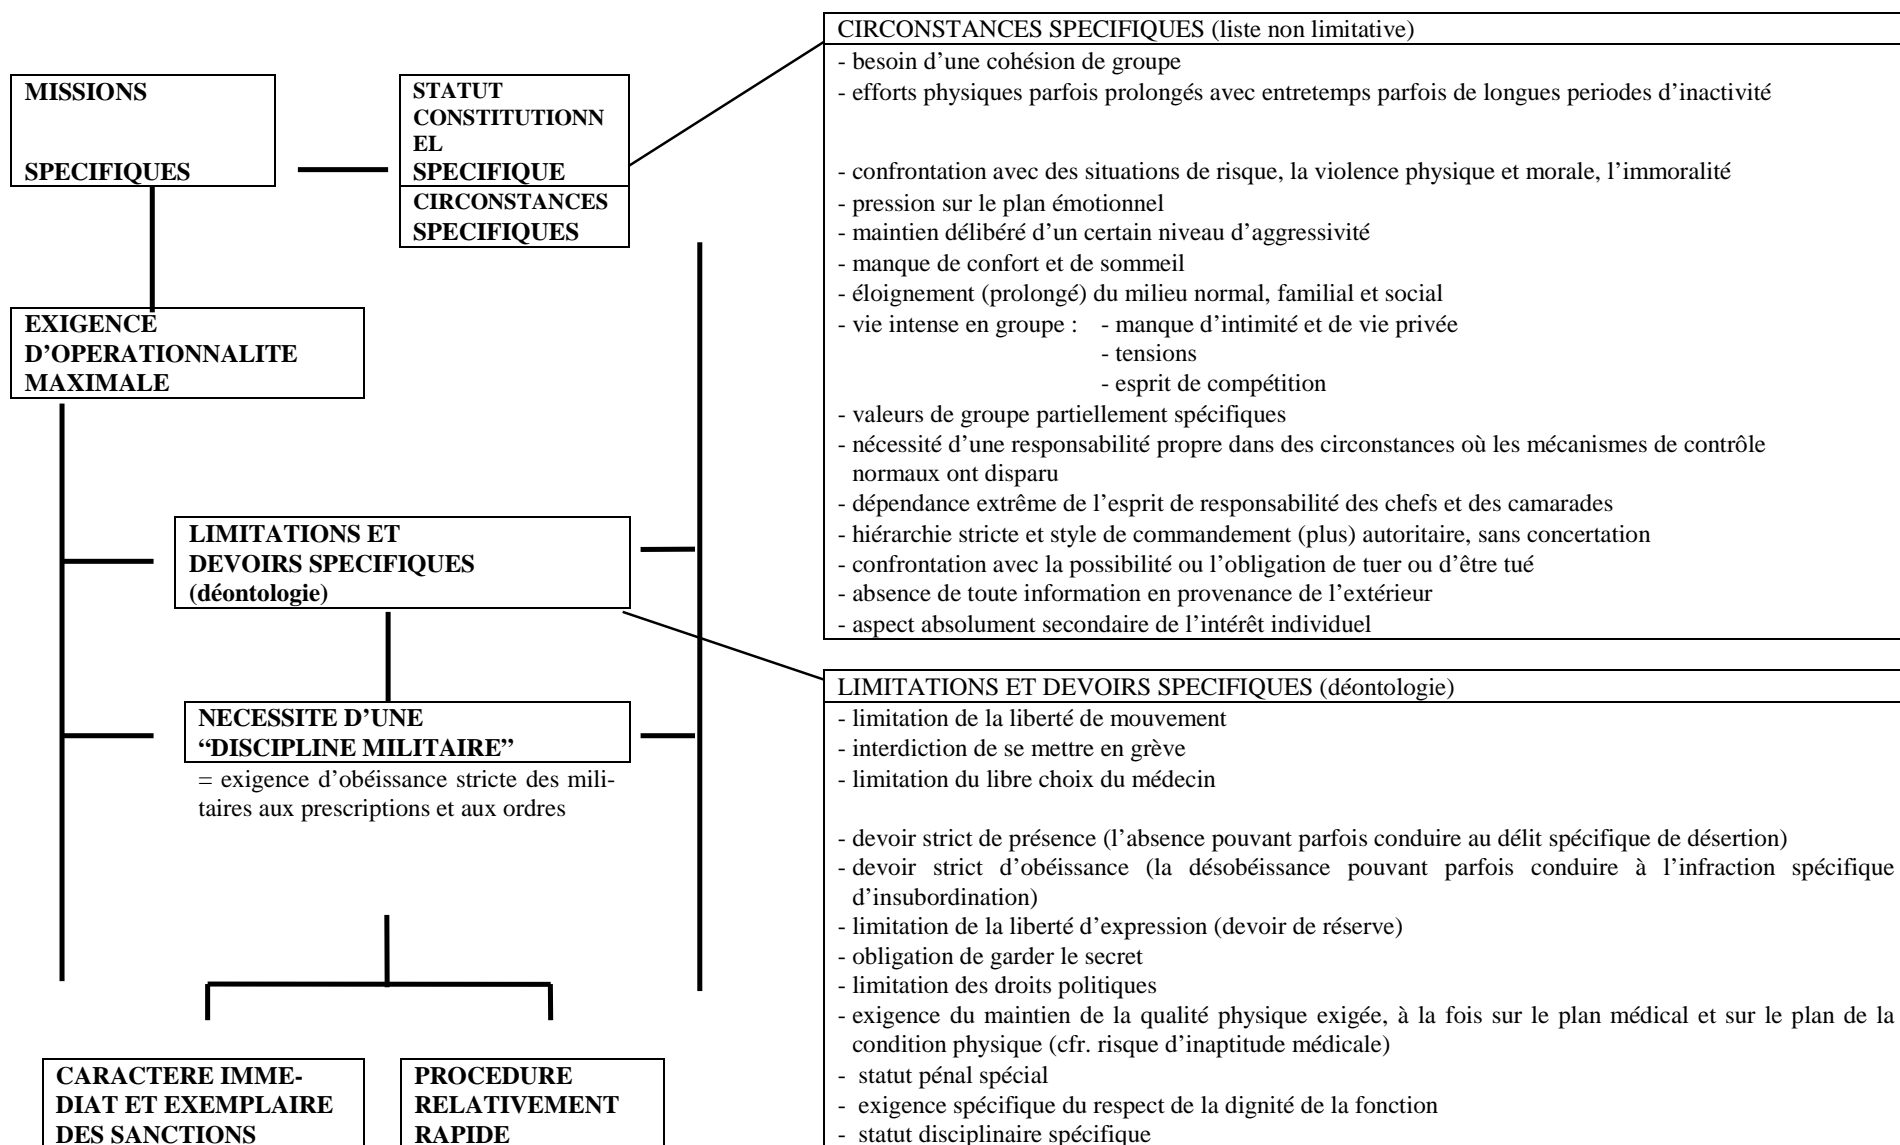 MISSIONS
SPECIFIQUES
STATUT
CONSTITUTIONN
EL
SPECIFIQUE
CIRCONSTANCES
SPECIFIQUES
EXIGENCE
D’OPERATIONNALITE
MAXIMALE
LIMITATIONS ET
DEVOIRS SPECIFIQUES
(déontologie)
NECESSITE D’UNE
“DISCIPLINE MILITAIRE”
= exigence d’obéissance stricte des mili-
taires aux prescriptions et aux ordres
CARACTERE IMME-
DIAT ET EXEMPLAIRE
DES SANCTIONS
PROCEDURE
RELATIVEMENT
RAPIDE
CIRCONSTANCES SPECIFIQUES (liste non limitative)
- besoin d’une cohésion de groupe
- efforts physiques parfois prolongés avec entretemps parfois de longues periodes d’inactivité
- confrontation avec des situations de risque, la violence physique et morale, l’immoralité
- pression sur le plan émotionnel
- maintien délibéré d’un certain niveau d’aggressivité
- manque de confort et de sommeil
- éloignement (prolongé) du milieu normal, familial et social
- vie intense en groupe : - manque d’intimité et de vie privée
- tensions
- esprit de compétition
- valeurs de groupe partiellement spécifiques
- nécessité d’une responsabilité propre dans des circonstances où les mécanismes de contrôle
normaux ont disparu
- dépendance extrême de l’esprit de responsabilité des chefs et des camarades
- hiérarchie stricte et style de commandement (plus) autoritaire, sans concertation
- confrontation avec la possibilité ou l’obligation de tuer ou d’être tué
- absence de toute information en provenance de l’extérieur
- aspect absolument secondaire de l’intérêt individuel
LIMITATIONS ET DEVOIRS SPECIFIQUES (déontologie)
- limitation de la liberté de mouvement
- interdiction de se mettre en grève
- limitation du libre choix du médecin
- devoir strict de présence (l’absence pouvant parfois conduire au délit spécifique de désertion)
- devoir strict d’obéissance (la désobéissance pouvant parfois conduire à l’infraction spécifique
d’insubordination)
- limitation de la liberté d’expression (devoir de réserve)
- obligation de garder le secret
- limitation des droits politiques
- exigence du maintien de la qualité physique exigée, à la fois sur le plan médical et sur le plan de la
condition physique (cfr. risque d’inaptitude médicale)
- statut pénal spécial
- exigence spécifique du respect de la dignité de la fonction
- statut disciplinaire spécifique